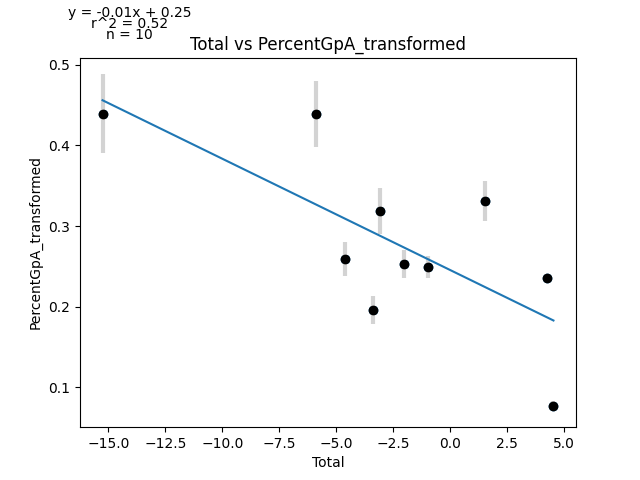 y = -0.01x + 0.25
r^2 = 0.52
n = 10
Total vs PercentGpA_transformed
PercentGpA_transformed
0.5
0.4
0.3
0.2
0.1
−15.0 −12.5 −10.0 −7.5 −5.0 −2.5 0.0 2.5 5.0
Total